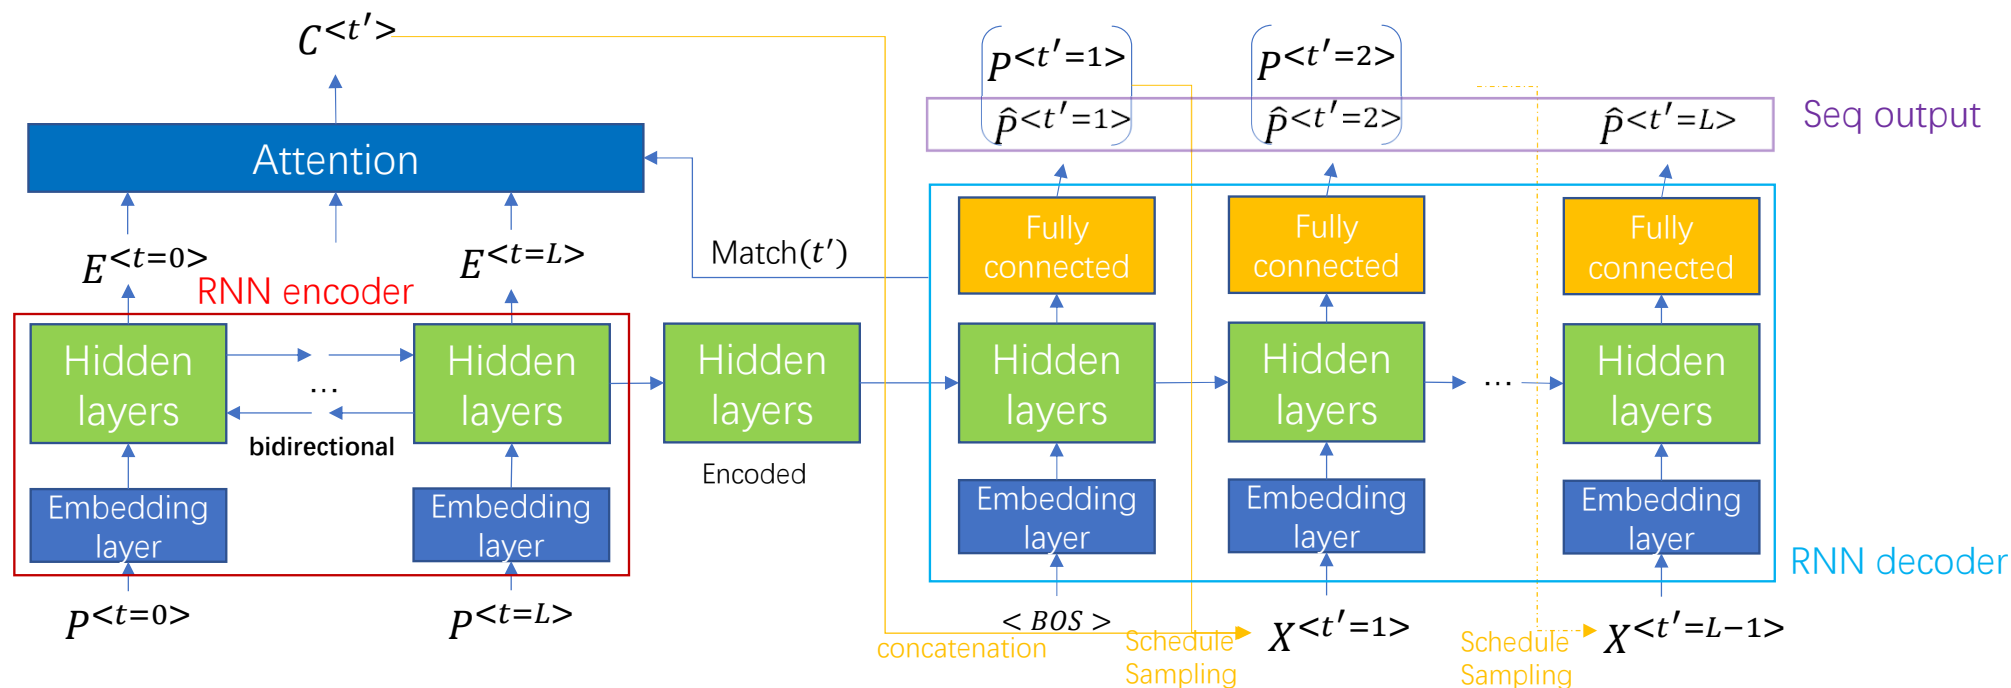 C<t′>
P<t′=1>
P<t′=2>
P̂<t′=1>
P̂<t′=2>
P̂<t′=L>
Seq output
Attention
E<t=0>
E<t=L>
Match(t′)
Fully
connected
Fully
connected
Fully
connected
RNN encoder
Hidden
layers
...
bidirectional
Hidden
layers
Hidden
layers
Encoded
Hidden
layers
Hidden
layers
...
Hidden
layers
Embedding
layer
Embedding
layer
Embedding
layer
Embedding
layer
Embedding
layer
RNN decoder
P<t=0>
P<t=L>
< BOS >
X<t′=1>
X<t′=L−1>
concatenation
Schedule
Sampling
Schedule
Sampling